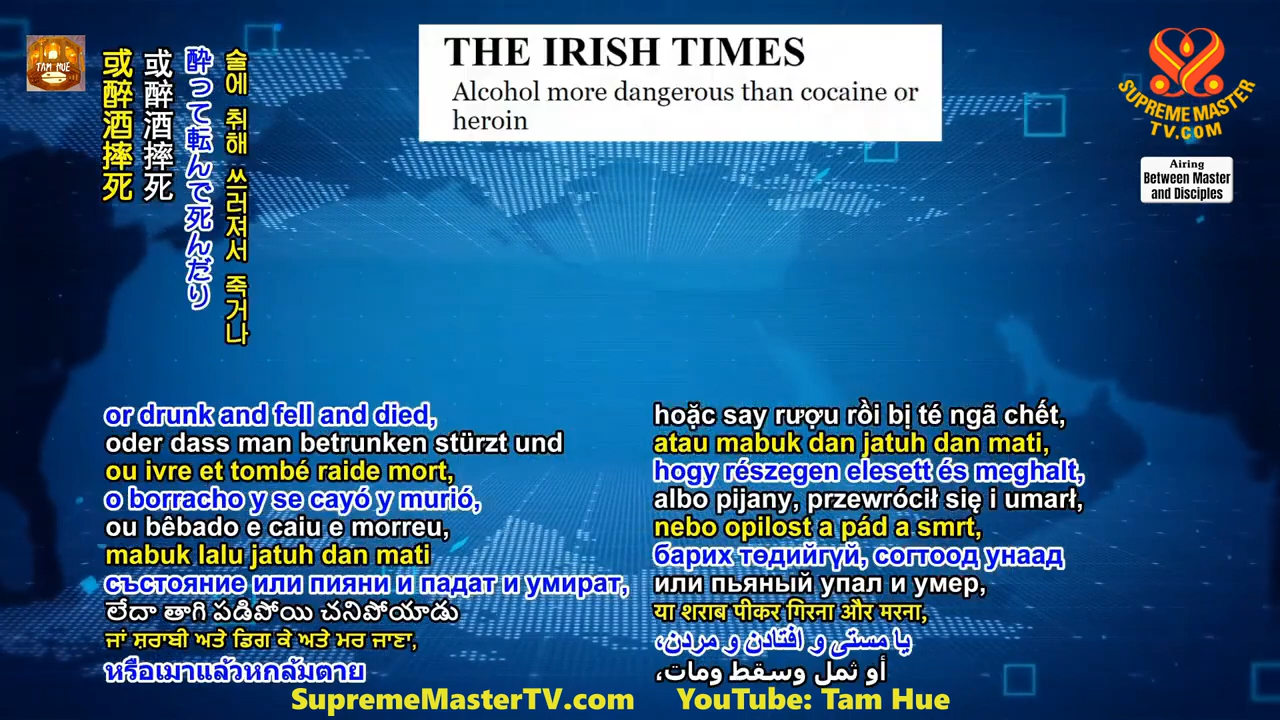 TAM HUE
或醉酒摔死
或醉酒摔死
酔って転んで死んだり
술에 취해 쓰러져서 죽거나
THE IRISH TIMES
Alcohol more dangerous than cocaine or
heroin
SUPREME MASTER
TV.COM
Airing
Between Master
and Disciples
or drunk and fell and died,
oder dass man betrunken stürzt und
ou ivre et tombé raide mort,
o borracho y se cayó y murió,
ou bêbado e caiu e morreu,
mabuk lalu jatuh dan mati
състояние или пияни и падат и умират,
లేదా తాగి పడిపోయి చనిపోయాడు
ਜਾਂ ਸ਼ਰਾਬੀ ਅਤੇ ਡਿਗ ਕੇ ਅਤੇ ਮਰ ਜਾਣਾ,
หรือเมาแล้วหกล้มตาย
hoặc say rượu rồi bị té ngã chết,
atau mabuk dan jatuh dan mati,
hogy részegen elesett és meghalt,
albo pijany, przewrócił się i umarł,
nebo opilost a pád a smrt,
барих төдийгүй, согтоод унаад
или пьяный упал и умер,
या शराब पीकर गिरना और मरना,
یا مستی و افتادن و مردن،
أو ثمل وسقط ومات،
SupremeMasterTV.com YouTube: Tam Hue